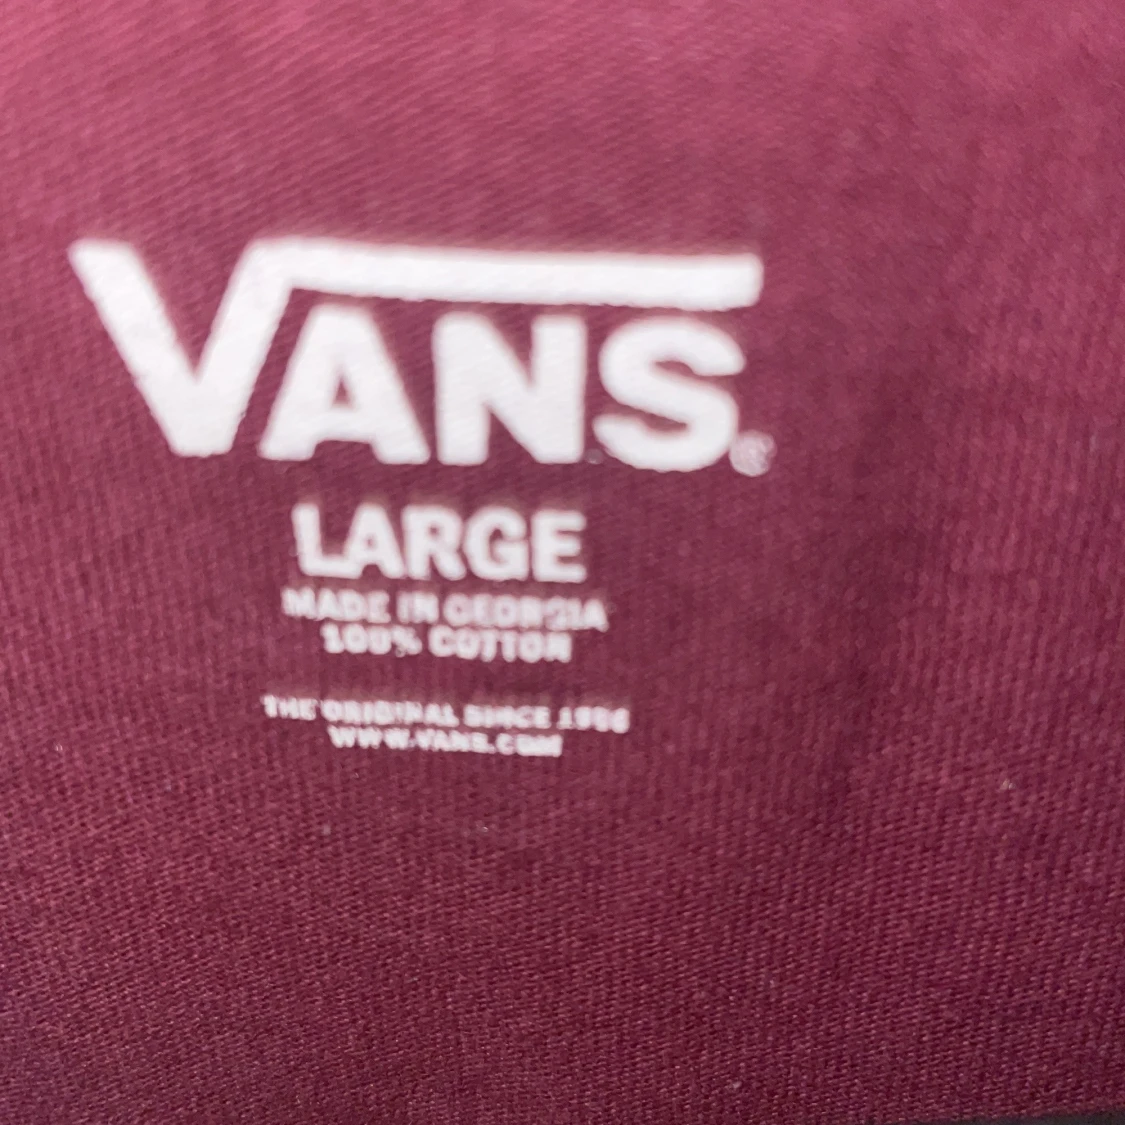 VANS®
LARGE
MADE IN GEORGIA
100% COTTON
THE ORIGINAL SINCE 1966
WWW.VANS.COM